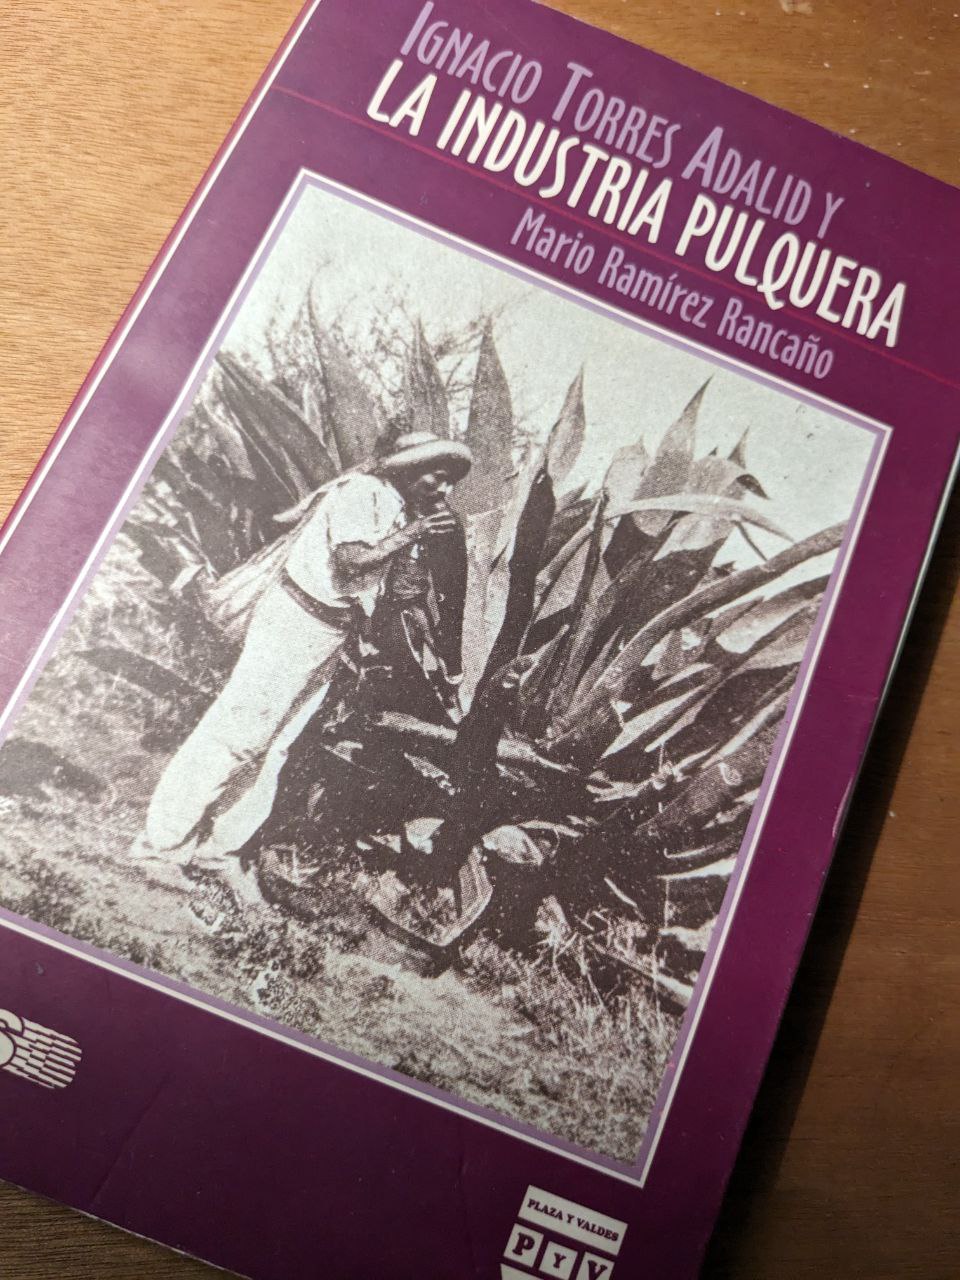 IGNACIO TORRES ADALID Y
LA INDUSTRIA PULQUERA
Mario Ramírez Rancaño
S
PLAZA Y VALDES
P Y V